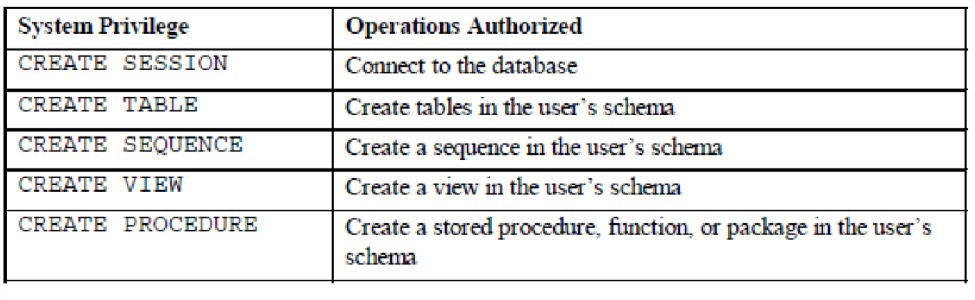 System Privilege Operations Authorized
CREATE SESSION Connect to the database
CREATE TABLE Create tables in the user's schema
CREATE SEQUENCE Create a sequence in the user's schema
CREATE VIEW Create a view in the user's schema
CREATE PROCEDURE Create a stored procedure, function, or package in the user's
schema